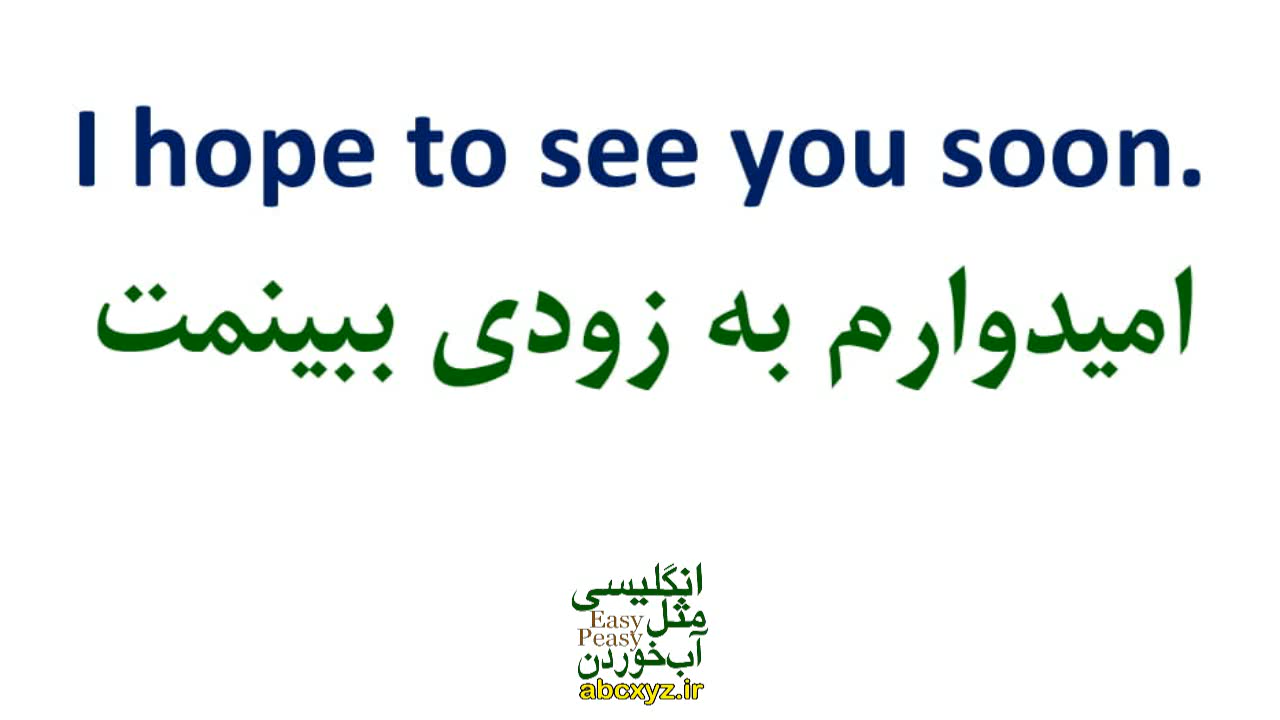 I hope to see you soon.
امیدوارم به زودی ببینمت
انگلیسی
مثل
Easy
Peasy
آب‌خوردن
abcxyz.ir